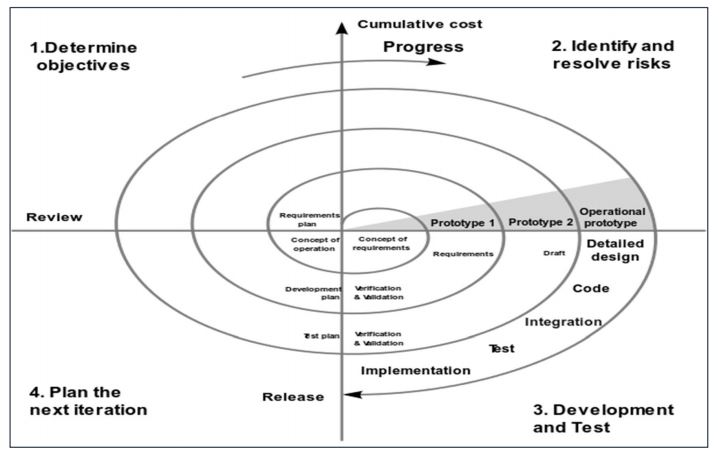 Cumulative cost
Progress
1.Determine
objectives
2. Identify and
resolve risks
Review
Requirements
plan
Prototype 1
Prototype 2
Operational
prototype
Concept of
operation
Concept of
requirements
Requirements
Draft
Detailed
design
Development
plan
Verification
& Validation
Code
Test plan
Verification
& Validation
Integration
Test
Implementation
Release
4. Plan the
next iteration
3. Development
and Test